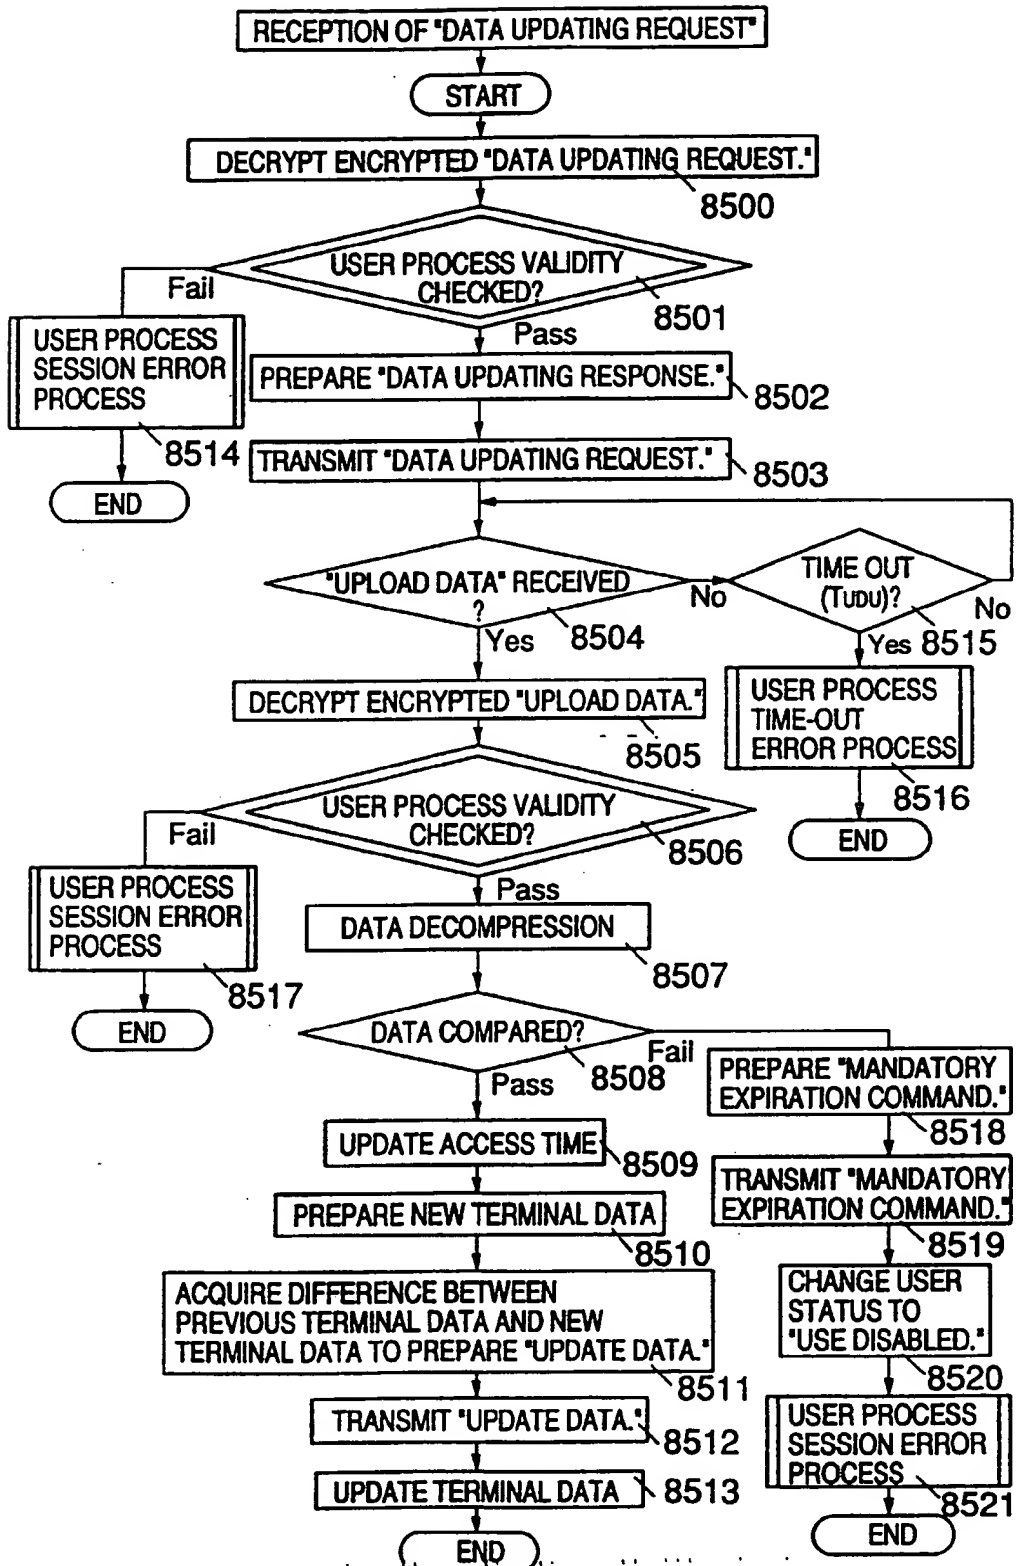 RECEPTION OF "DATA UPDATING REQUEST"
START
DECRYPT ENCRYPTED "DATA UPDATING REQUEST."
8500
USER PROCESS VALIDITY
CHECKED?
8501
Fail
Pass
USER PROCESS
SESSION ERROR
PROCESS
8514
END
PREPARE "DATA UPDATING RESPONSE."
8502
TRANSMIT "DATA UPDATING REQUEST."
8503
"UPLOAD DATA" RECEIVED
?
8504
No
Yes
TIME OUT
(TUDU)?
No
Yes
8515
USER PROCESS
TIME-OUT
ERROR PROCESS
8516
END
DECRYPT ENCRYPTED "UPLOAD DATA."
8505
USER PROCESS VALIDITY
CHECKED?
8506
Fail
Pass
USER PROCESS
SESSION ERROR
PROCESS
8517
END
DATA DECOMPRESSION
8507
DATA COMPARED?
8508
Fail
Pass
PREPARE "MANDATORY
EXPIRATION COMMAND."
8518
TRANSMIT "MANDATORY
EXPIRATION COMMAND."
8519
CHANGE USER
STATUS TO
"USE DISABLED."
8520
USER PROCESS
SESSION ERROR
PROCESS
8521
END
UPDATE ACCESS TIME
8509
PREPARE NEW TERMINAL DATA
8510
ACQUIRE DIFFERENCE BETWEEN
PREVIOUS TERMINAL DATA AND NEW
TERMINAL DATA TO PREPARE "UPDATE DATA."
8511
TRANSMIT "UPDATE DATA."
8512
UPDATE TERMINAL DATA
8513
END